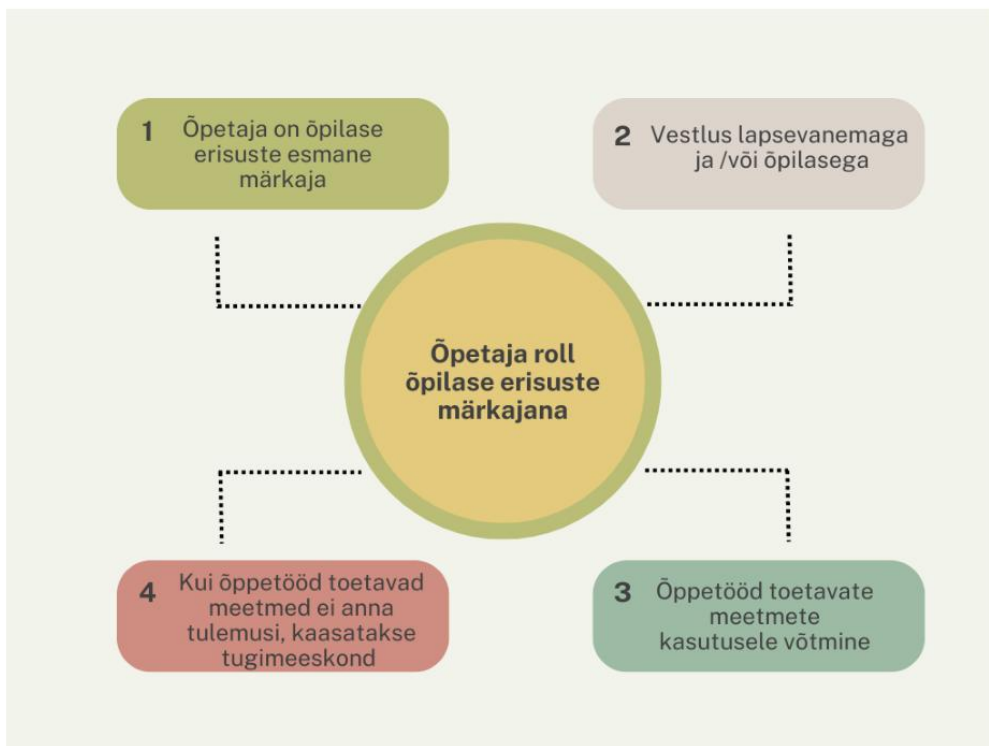 1 Õpetaja on õpilase
erisuste esmane
märkaja
2 Vestlus lapsevanemaga
ja /või õpilasega
Õpetaja roll
õpilase erisuste
märkajana
4 Kui õppetööd toetavad
meetmed ei anna
tulemusi, kaasatakse
tugimeeskond
3 Õppetööd toetavate
meetmete
kasutusele võtmine